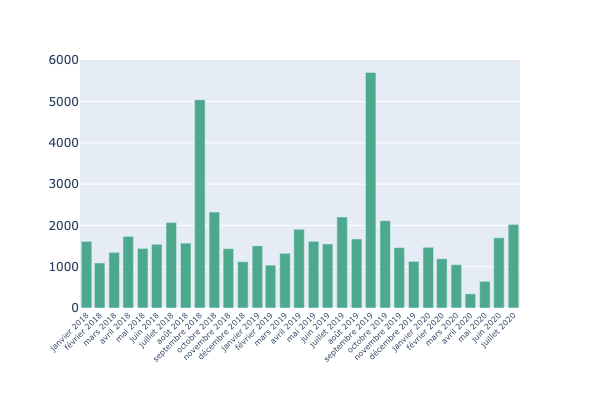 6000
5000
4000
3000
2000
1000
0
janvier 2018
février 2018
mars 2018
avril 2018
mai 2018
juin 2018
juillet 2018
août 2018
septembre 2018
octobre 2018
novembre 2018
décembre 2018
janvier 2019
février 2019
mars 2019
avril 2019
mai 2019
juin 2019
juillet 2019
août 2019
septembre 2019
octobre 2019
novembre 2019
décembre 2019
janvier 2020
février 2020
mars 2020
avril 2020
mai 2020
juin 2020
juillet 2020